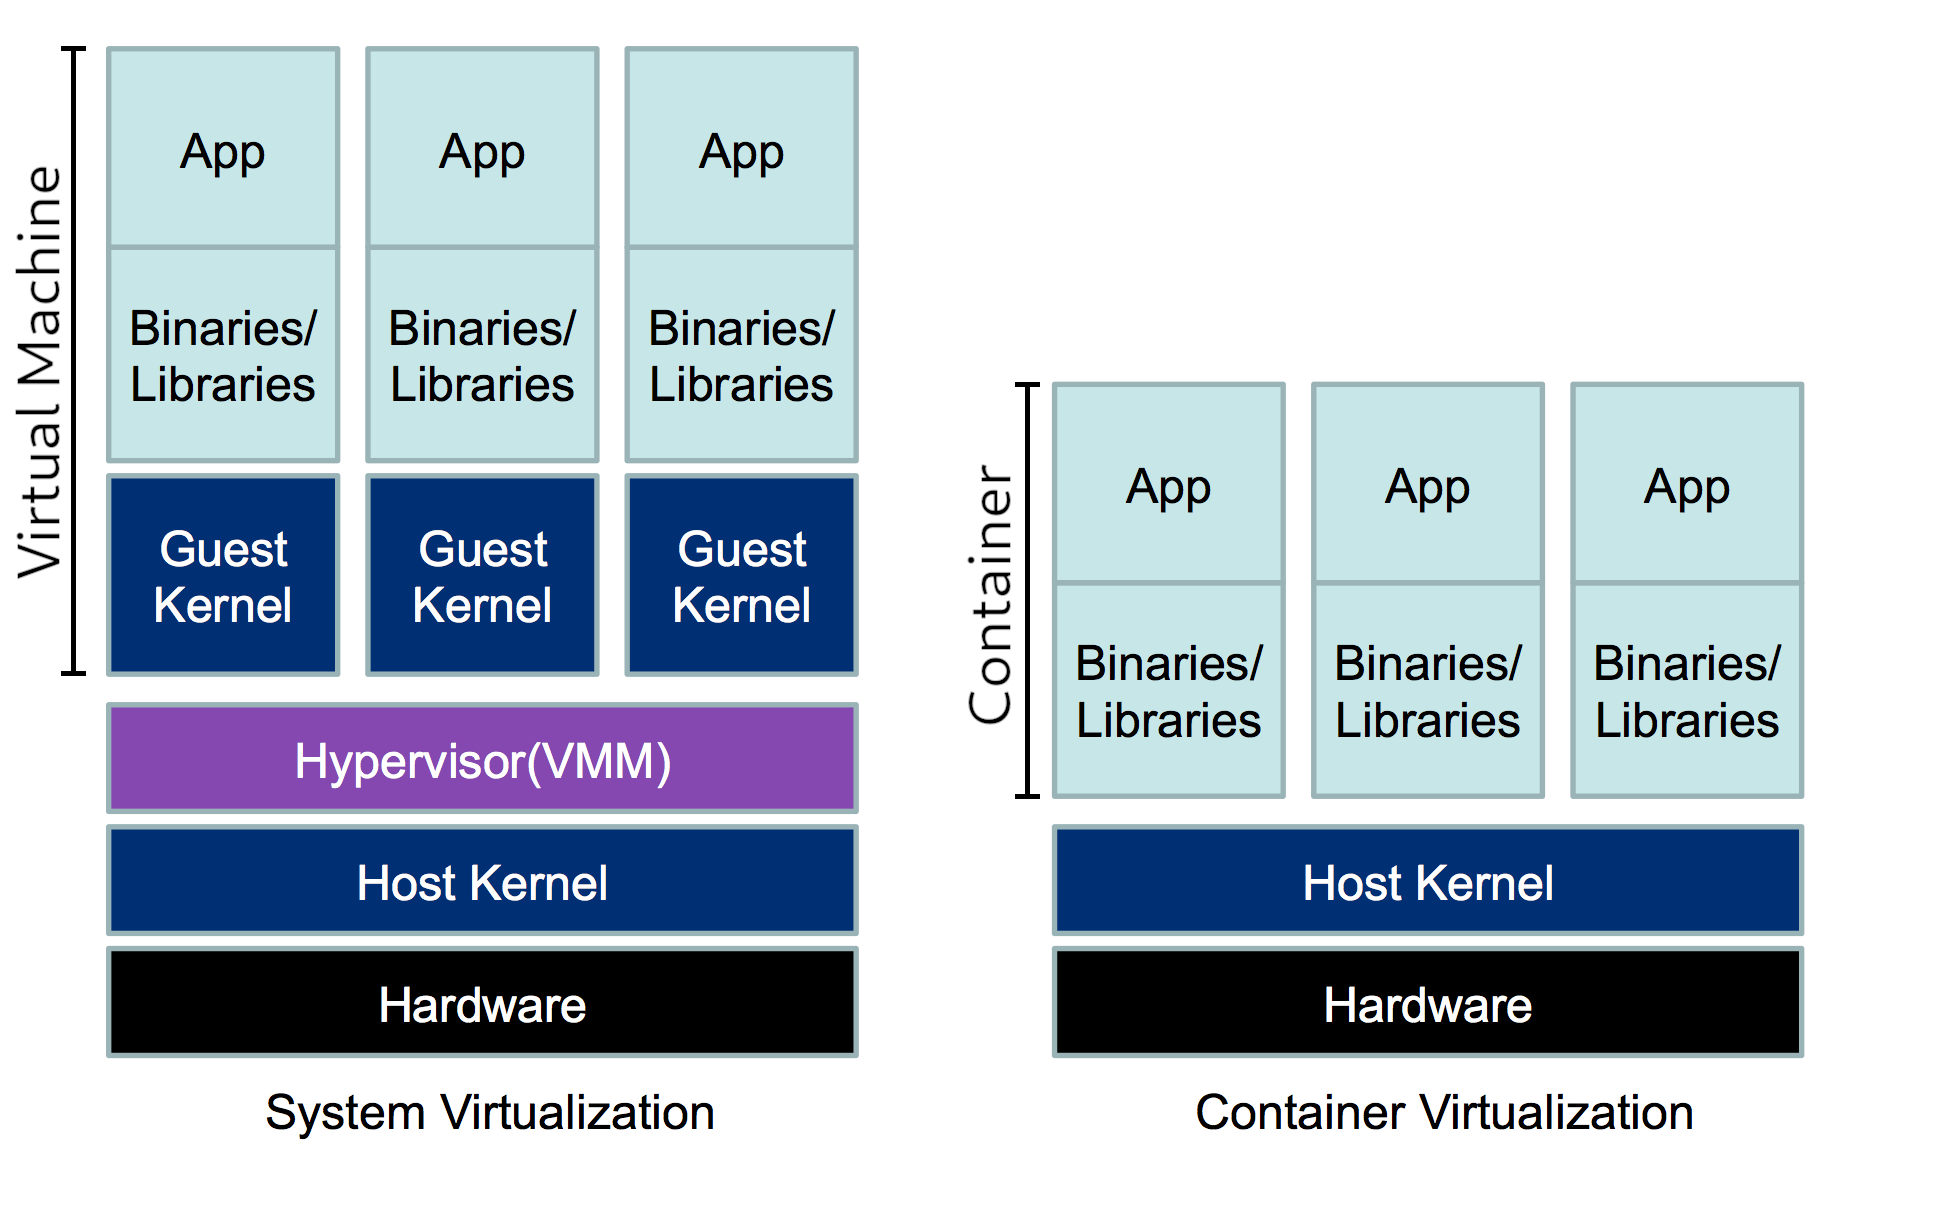 Virtual Machine
App
App
App
Binaries/
Libraries
Binaries/
Libraries
Binaries/
Libraries
Guest
Kernel
Guest
Kernel
Guest
Kernel
Hypervisor(VMM)
Host Kernel
Hardware
System Virtualization
Container
App
App
App
Binaries/
Libraries
Binaries/
Libraries
Binaries/
Libraries
Host Kernel
Hardware
Container Virtualization